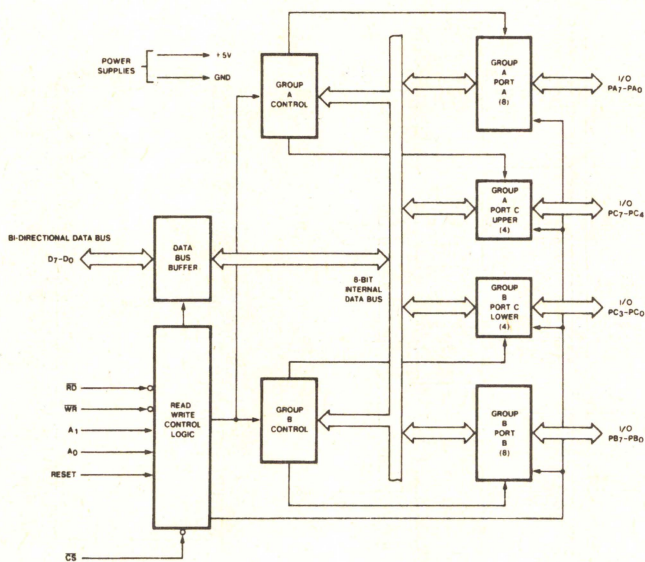 POWER
SUPPLIES
+5V
GND
GROUP
A
CONTROL
GROUP
A
PORT
A
(8)
I/O
PA7-PA0
GROUP
A
PORT C
UPPER
(4)
I/O
PC7-PC4
BI-DIRECTIONAL DATA BUS
D7-D0
DATA
BUS
BUFFER
8-BIT
INTERNAL
DATA BUS
GROUP
B
PORT C
LOWER
(4)
I/O
PC3-PC0
RD
WR
A1
A0
RESET
READ
WRITE
CONTROL
LOGIC
GROUP
B
CONTROL
GROUP
B
PORT
B
(8)
I/O
PB7-PB0
CS